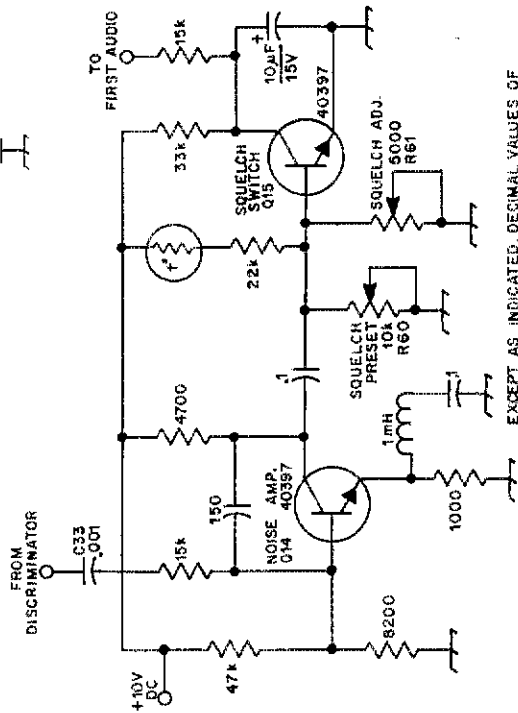 TO
FIRST AUDIO
15k
+
10µF
15V
40397
33k
SQUELCH
SWITCH
Q15
t°
22k
SQUELCH ADJ.
5000
R61
SQUELCH
PRESET
10k
R60
.1
4700
150
1mH
.1
FROM
DISCRIMINATOR
C33
.001
15k
NOISE AMP.
40397
Q14
1000
+10V
DC
47k
8200
EXCEPT AS INDICATED, DECIMAL VALUES OF